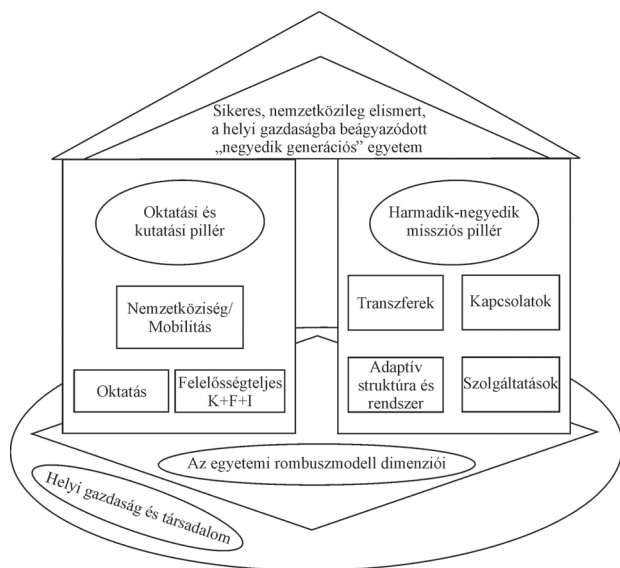 Sikeres, nemzetközileg elismert,
a helyi gazdaságba beágyazódott
„negyedik generációs” egyetem
Oktatási és
kutatási pillér
Nemzetköziség/
Mobilitás
Oktatás
Felelősségteljes
K+F+I
Harmadik-negyedik
missziós pillér
Transzferek
Kapcsolatok
Adaptív
struktúra és
rendszer
Szolgáltatások
Az egyetemi rombuszmodell dimenziói
Helyi gazdaság és társadalom